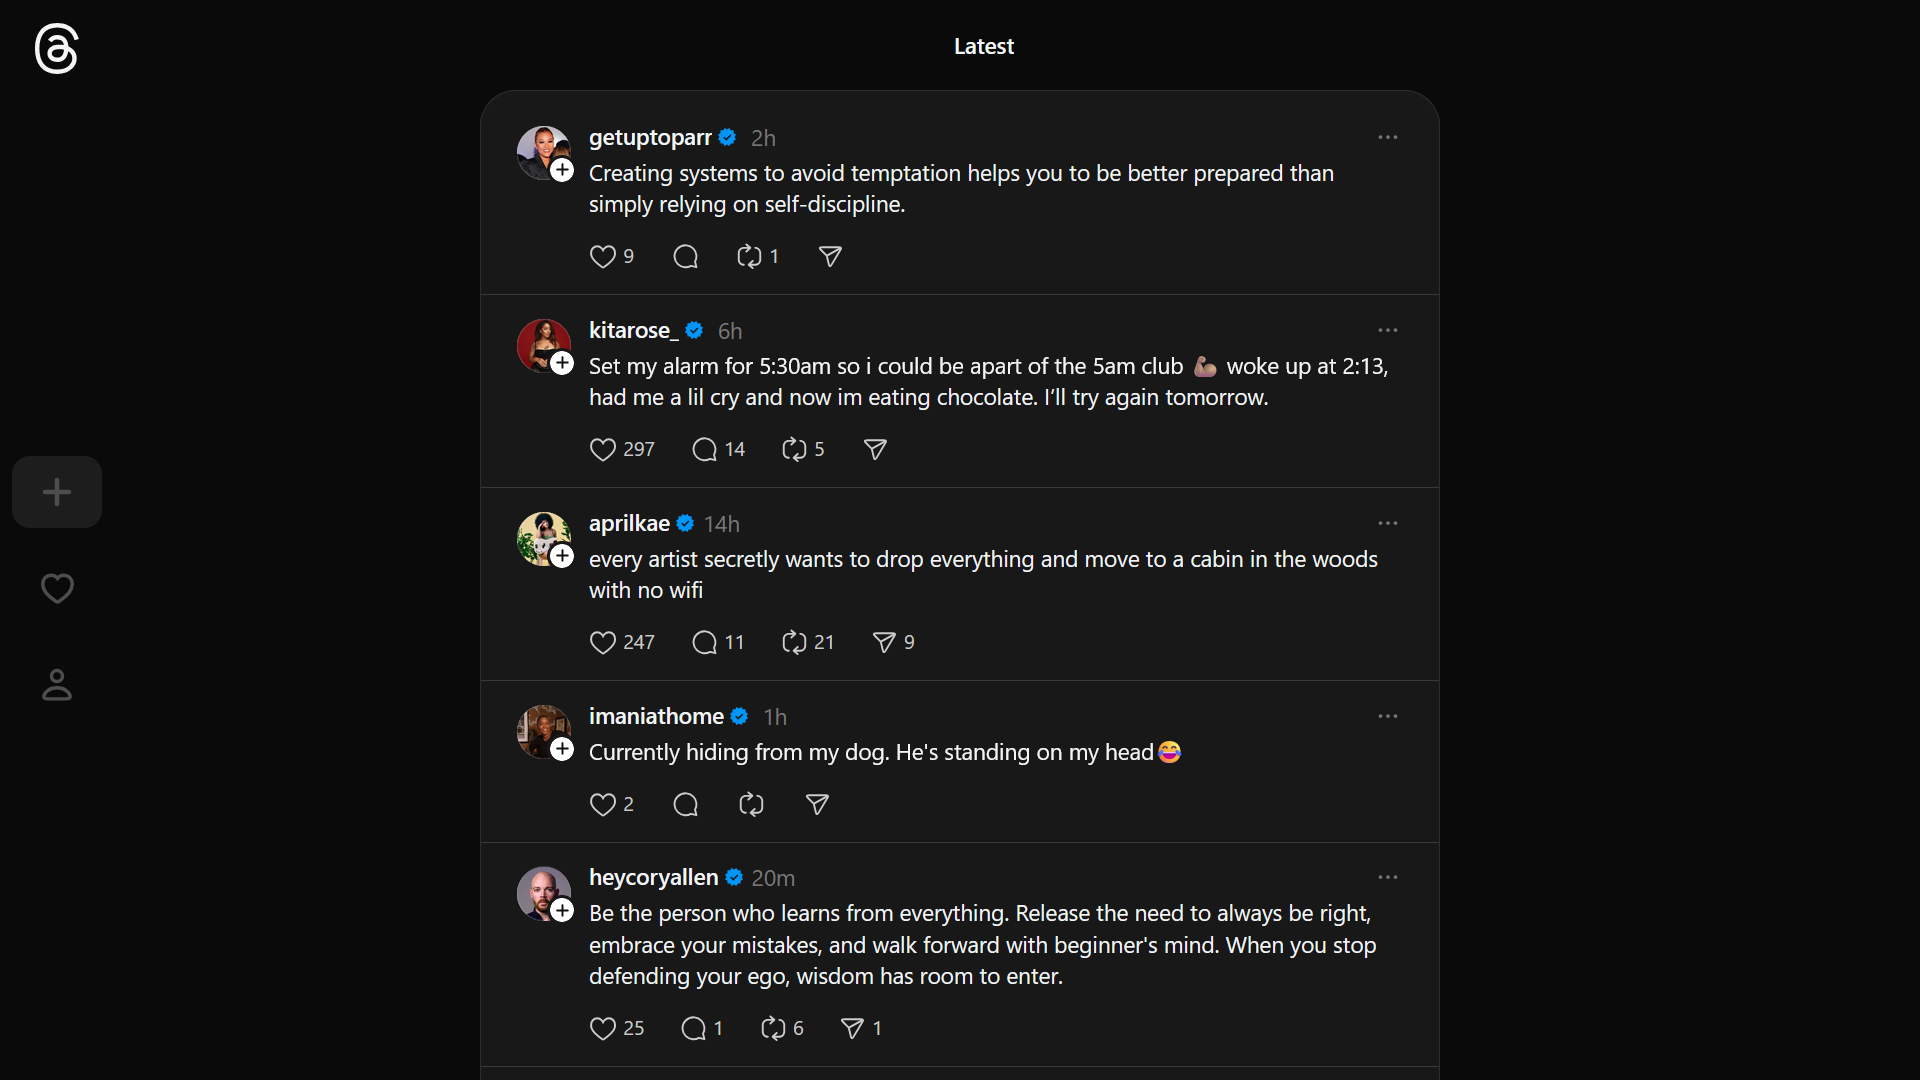 Latest
getuptoparr 2h
Creating systems to avoid temptation helps you to be better prepared than
simply relying on self-discipline.
9 1
kitarose_ 6h
Set my alarm for 5:30am so i could be apart of the 5am club 💪🏽 woke up at 2:13,
had me a lil cry and now im eating chocolate. I’ll try again tomorrow.
297 14 5
aprilkae 14h
every artist secretly wants to drop everything and move to a cabin in the woods
with no wifi
247 11 21 9
imaniathome 1h
Currently hiding from my dog. He's standing on my head😂
2
heycoryallen 20m
Be the person who learns from everything. Release the need to always be right,
embrace your mistakes, and walk forward with beginner's mind. When you stop
defending your ego, wisdom has room to enter.
25 1 6 1